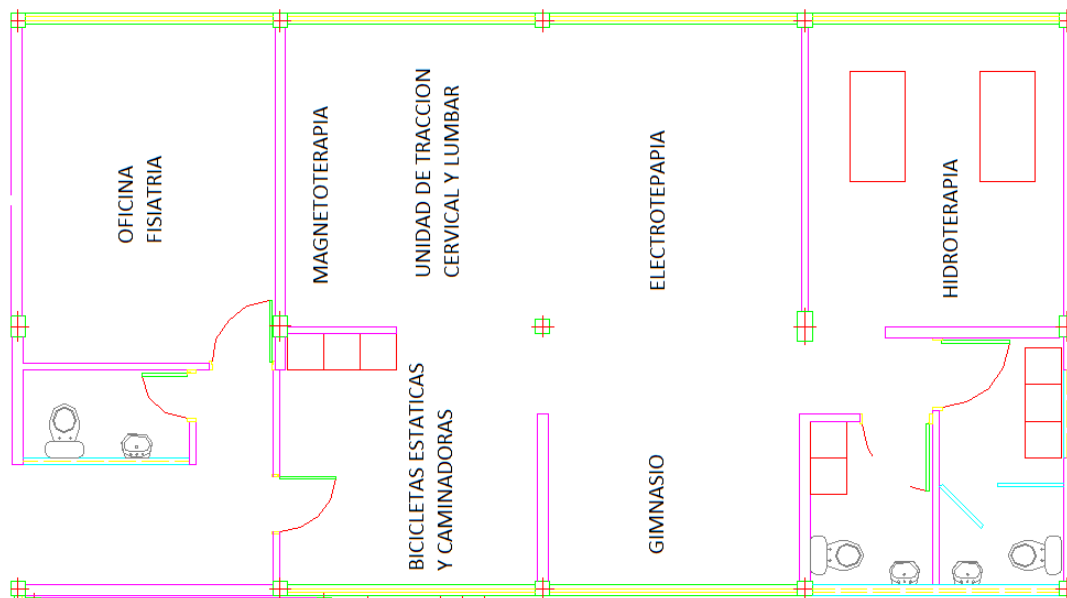 OFICINA
FISIATRIA
MAGNETOTERAPIA
UNIDAD DE TRACCION
CERVICAL Y LUMBAR
ELECTROTEPAPIA
HIDROTERAPIA
BICICLETAS ESTATICAS
Y CAMINADORAS
GIMNASIO